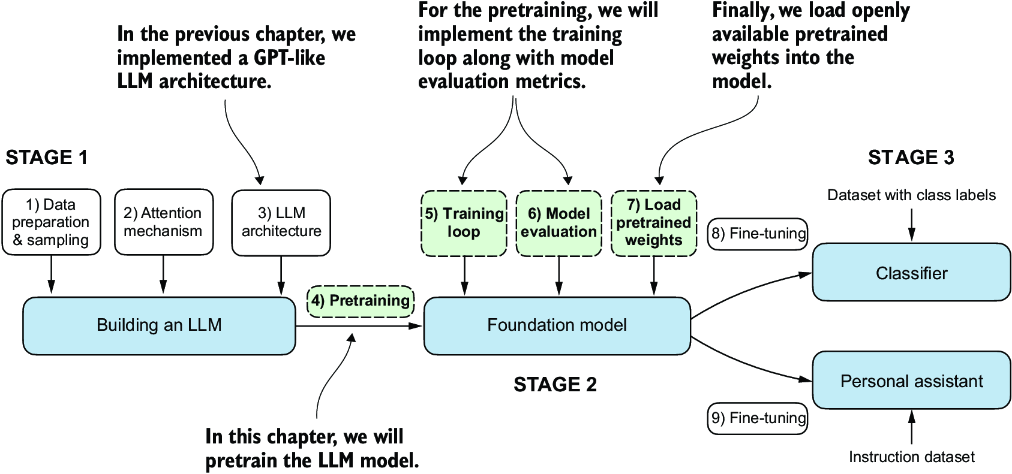 In the previous chapter, we
implemented a GPT-like
LLM architecture.
For the pretraining, we will
implement the training
loop along with model
evaluation metrics.
Finally, we load openly
available pretrained
weights into the
model.
STAGE 1
1) Data
preparation
& sampling
2) Attention
mechanism
3) LLM
architecture
4) Pretraining
Building an LLM
In this chapter, we will
pretrain the LLM model.
5) Training
loop
6) Model
evaluation
7) Load
pretrained
weights
Foundation model
STAGE 2
STAGE 3
Dataset with class labels
8) Fine-tuning
Classifier
Personal assistant
9) Fine-tuning
Instruction dataset